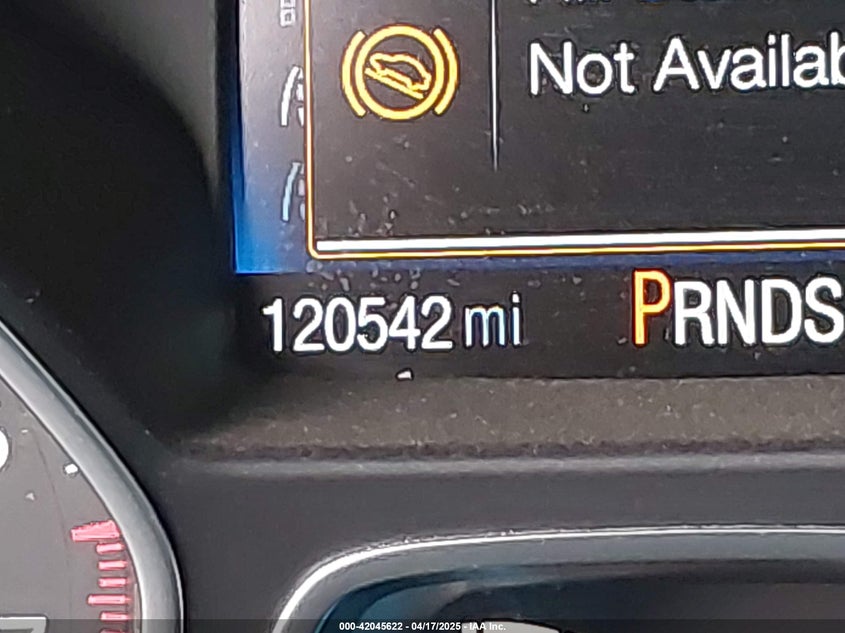 Not Availab
120542 mi
PRNDS
000-42045622 - 04/17/2025 - IAA Inc.